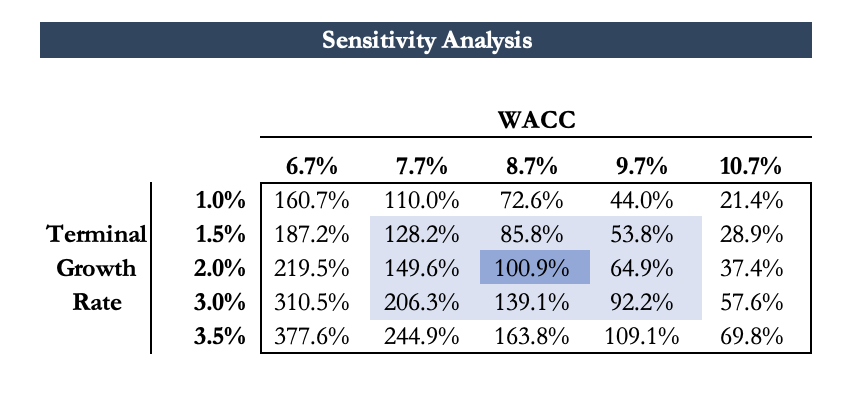 Sensitivity Analysis
WACC
6.7% 7.7% 8.7% 9.7% 10.7%
1.0% 160.7% 110.0% 72.6% 44.0% 21.4%
Terminal 1.5% 187.2% 128.2% 85.8% 53.8% 28.9%
Growth 2.0% 219.5% 149.6% 100.9% 64.9% 37.4%
Rate 3.0% 310.5% 206.3% 139.1% 92.2% 57.6%
3.5% 377.6% 244.9% 163.8% 109.1% 69.8%